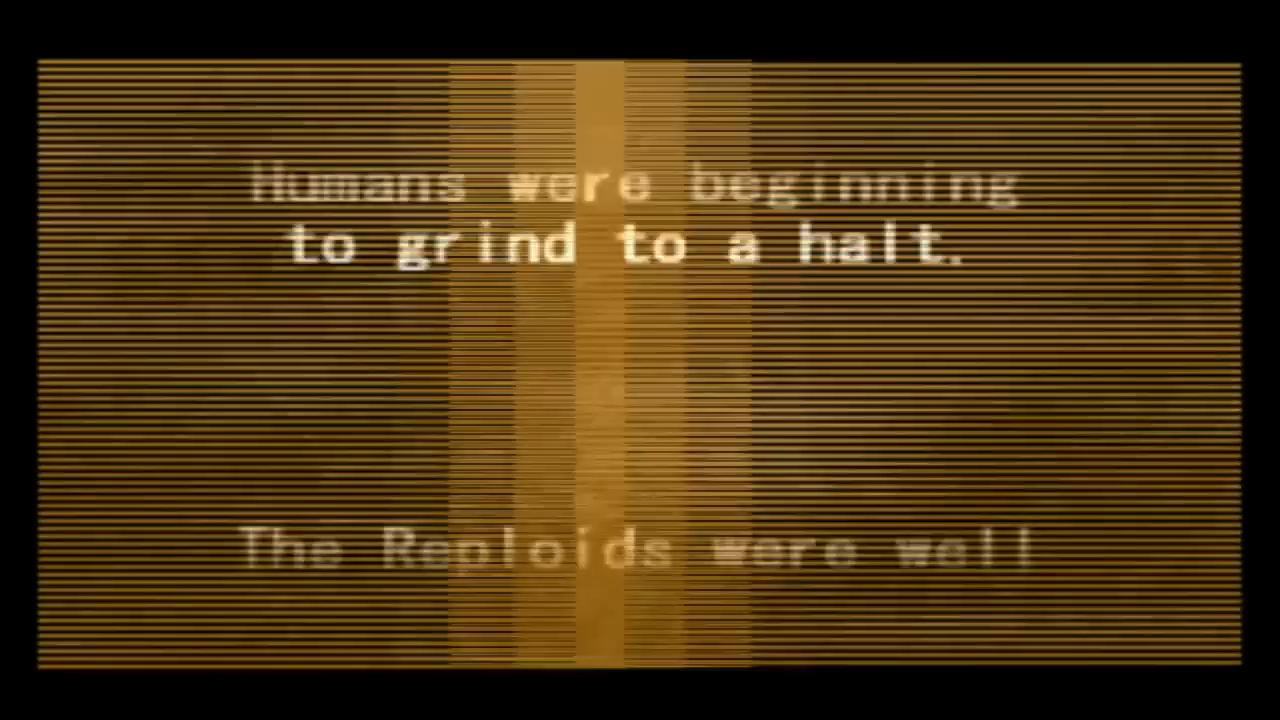 Humans were beginning
to grind to a halt.
The Reploids were well